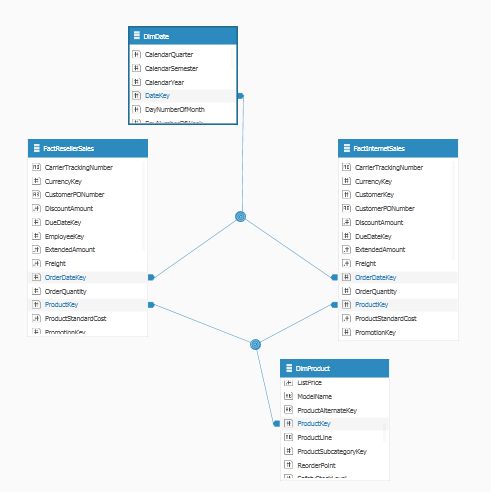 DimDate
CalendarQuarter
CalendarSemester
CalendarYear
DateKey
DayNumberOfMonth
FactResellerSales
CarrierTrackingNumber
CurrencyKey
CustomerPONumber
DiscountAmount
DueDateKey
EmployeeKey
ExtendedAmount
Freight
OrderDateKey
OrderQuantity
ProductKey
ProductStandardCost
PromotionKey
FactInternetSales
CarrierTrackingNumber
CurrencyKey
CustomerKey
CustomerPONumber
DiscountAmount
DueDateKey
ExtendedAmount
Freight
OrderDateKey
OrderQuantity
ProductKey
ProductStandardCost
PromotionKey
DimProduct
ListPrice
ModelName
ProductAlternateKey
ProductKey
ProductLine
ProductSubcategoryKey
ReorderPoint